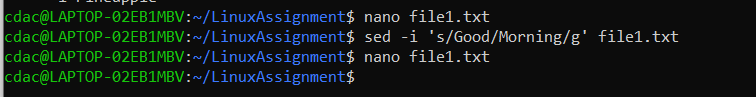 cdac@LAPTOP-02EB1MBV:~/LinuxAssignment$ nano file1.txt
cdac@LAPTOP-02EB1MBV:~/LinuxAssignment$ sed -i 's/Good/Morning/g' file1.txt
cdac@LAPTOP-02EB1MBV:~/LinuxAssignment$ nano file1.txt
cdac@LAPTOP-02EB1MBV:~/LinuxAssignment$